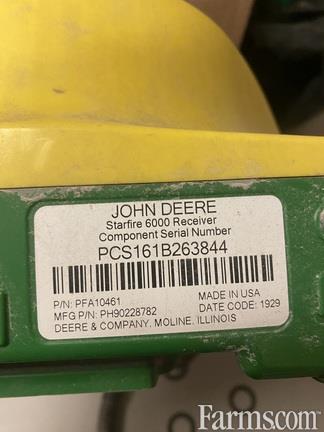 JOHN DEERE
Starfire 6000 Receiver
Component Serial Number
PCS161B263844
P/N: PFA10461
MADE IN USA
MFG P/N: PH90228782
DATE CODE: 1929
DEERE & COMPANY. MOLINE. ILLINOIS
Farms.com®